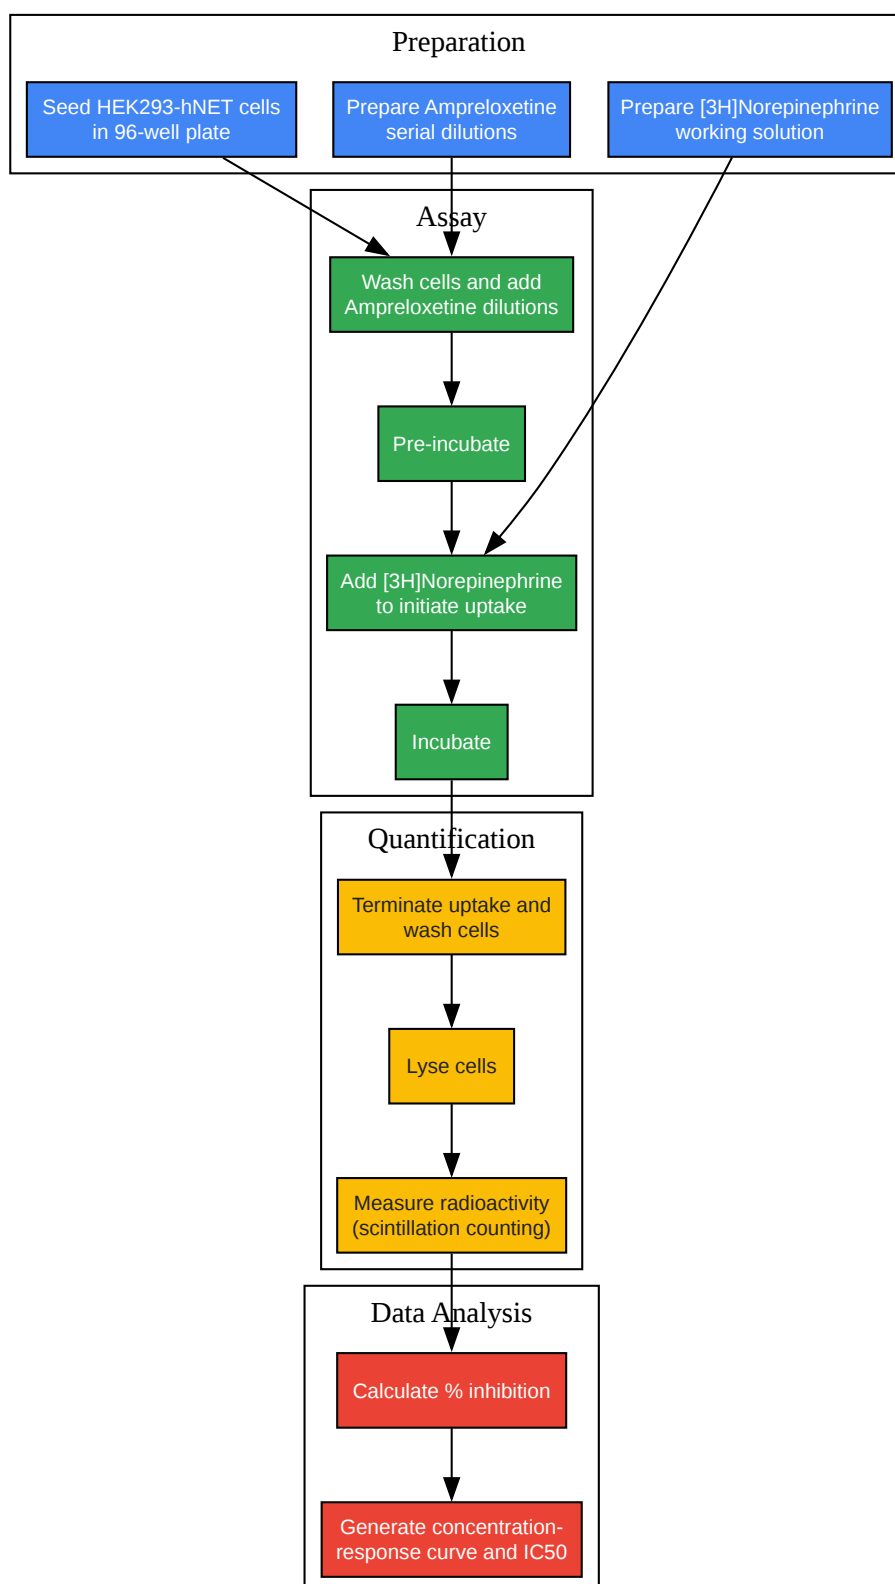 Preparation
Seed HEK293-hNET cells
in 96-well plate
Prepare Ampreloxetine
serial dilutions
Prepare [3H]Norepinephrine
working solution
Assay
Wash cells and add
Ampreloxetine dilutions
Pre-incubate
Add [3H]Norepinephrine
to initiate uptake
Incubate
Quantification
Terminate uptake and
wash cells
Lyse cells
Measure radioactivity
(scintillation counting)
Data Analysis
Calculate % inhibition
Generate concentration-
response curve and IC50